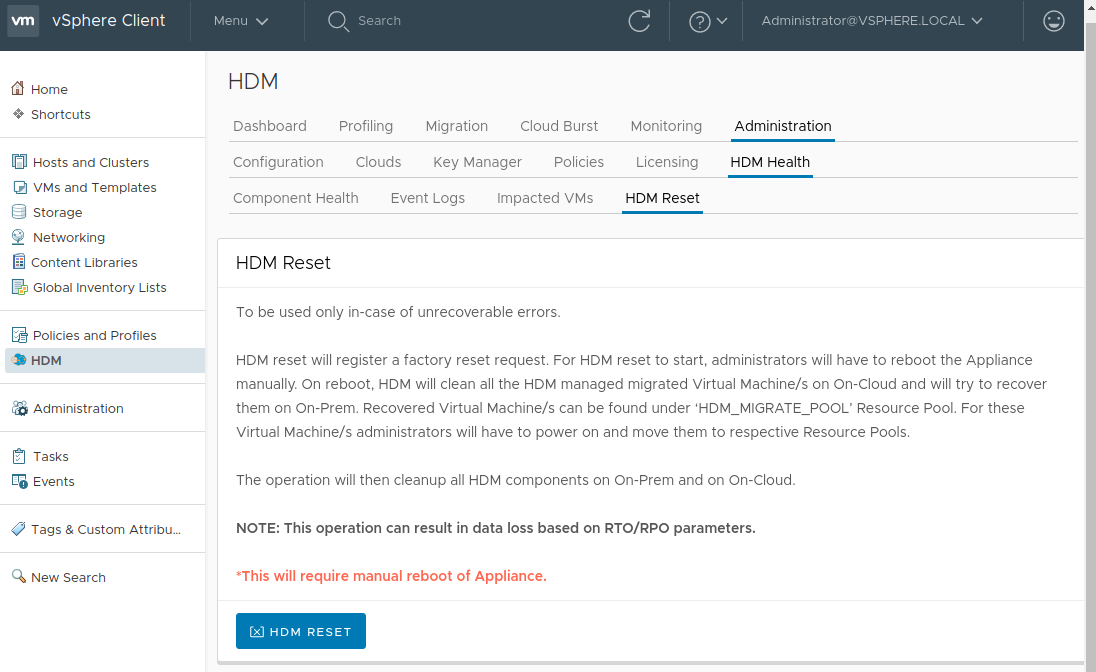 vm vSphere Client Menu Search Administrator@VSPHERE.LOCAL
Home
Shortcuts
Hosts and Clusters
VMs and Templates
Storage
Networking
Content Libraries
Global Inventory Lists
Policies and Profiles
HDM
Administration
Tasks
Events
Tags & Custom Attribu...
New Search
HDM
Dashboard Profiling Migration Cloud Burst Monitoring Administration
Configuration Clouds Key Manager Policies Licensing HDM Health
Component Health Event Logs Impacted VMs HDM Reset
HDM Reset
To be used only in-case of unrecoverable errors.
HDM reset will register a factory reset request. For HDM reset to start, administrators will have to reboot the Appliance
manually. On reboot, HDM will clean all the HDM managed migrated Virtual Machine/s on On-Cloud and will try to recover
them on On-Prem. Recovered Virtual Machine/s can be found under ‘HDM_MIGRATE_POOL’ Resource Pool. For these
Virtual Machine/s administrators will have to power on and move them to respective Resource Pools.
The operation will then cleanup all HDM components on On-Prem and on On-Cloud.
NOTE: This operation can result in data loss based on RTO/RPO parameters.
*This will require manual reboot of Appliance.
HDM RESET